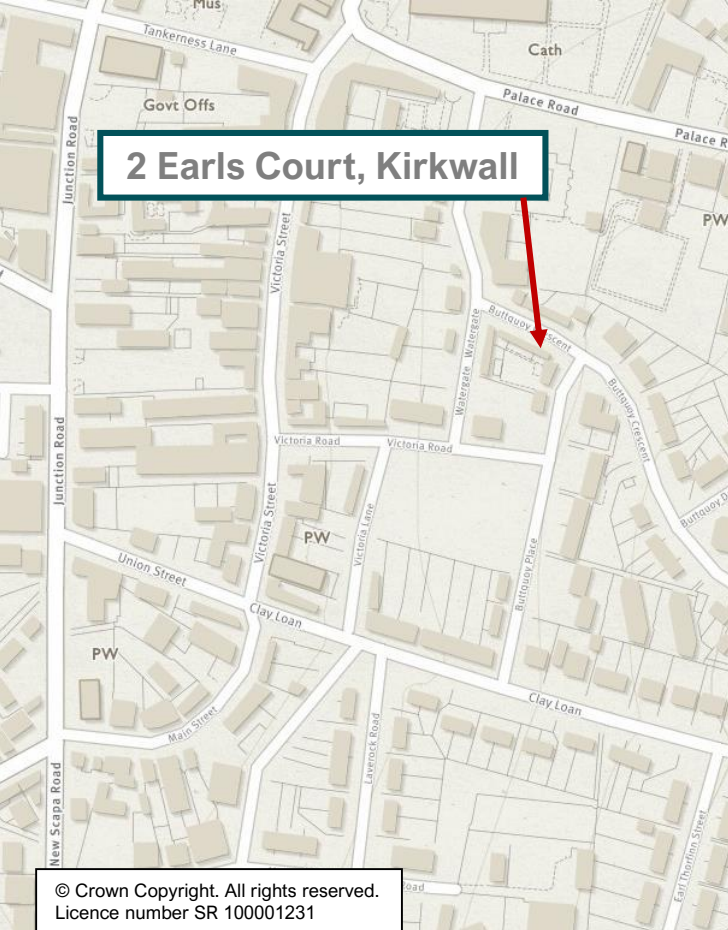 Mus
Tankerness Lane
Cath
Govt Offs
Palace Road
Palace R
Junction Road
2 Earls Court, Kirkwall
PW
Victoria Street
Watergate
Buttquoy Crescent
Watergate
Buttquoy Crescent
Junction Road
Victoria Road
Victoria Road
Victoria Street
Buttquoy D
PW
Victoria Lane
Union Street
Buttquoy Place
Clay Loan
PW
Clay Loan
Main Street
Laverock Road
New Scapa Road
Earl Thorfinn Street
oad
© Crown Copyright. All rights reserved.
Licence number SR 100001231